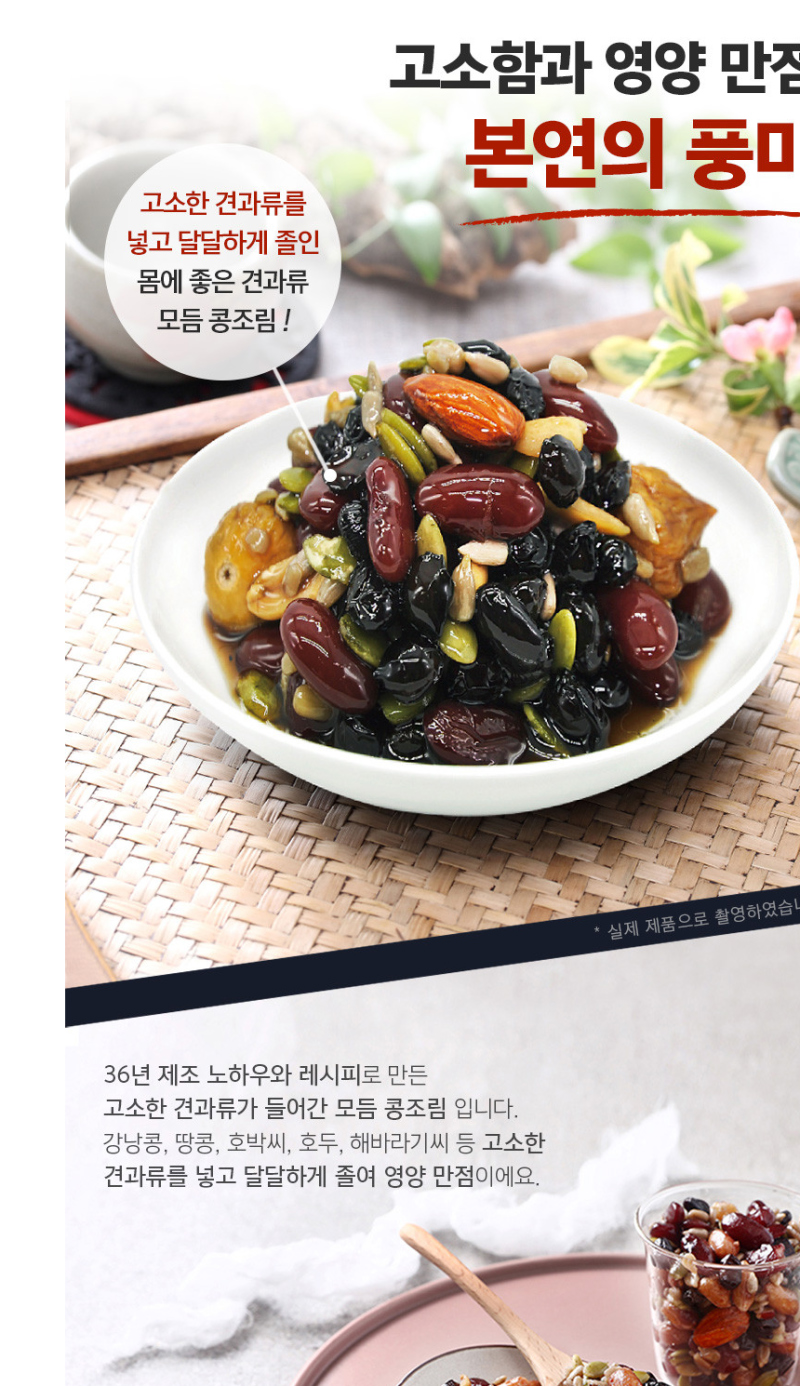 고소함과 영양 만점
본연의 풍미
고소한 견과류를
넣고 달달하게 졸인
몸에 좋은 견과류
모듬 콩조림!
* 실제 제품으로 촬영하였습니
36년 제조 노하우와 레시피로 만든
고소한 견과류가 들어간 모듬 콩조림 입니다.
강낭콩, 땅콩, 호박씨, 호두, 해바라기씨 등 고소한
견과류를 넣고 달달하게 졸여 영양 만점이에요.